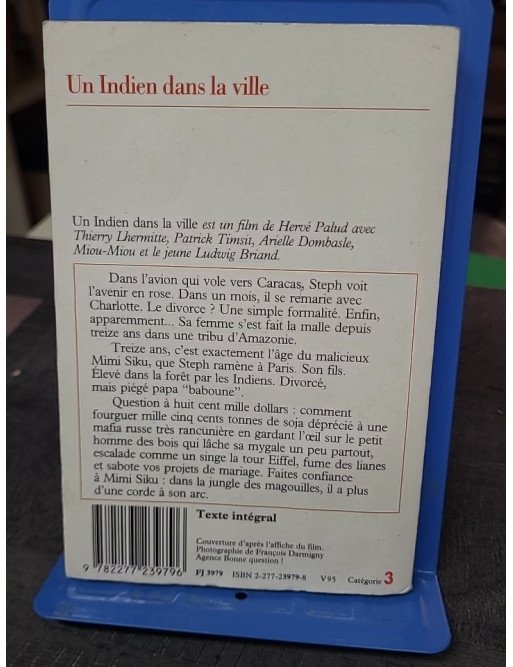 Un Indien dans la ville
Un Indien dans la ville est un film de Hervé Palud avec
Thierry Lhermitte, Patrick Timsit, Arielle Dombasle,
Miou-Miou et le jeune Ludwig Briand.
Dans l'avion qui vole vers Caracas, Steph voit
l'avenir en rose. Dans un mois, il se remarie avec
Charlotte. Le divorce ? Une simple formalité. Enfin,
apparemment... Sa femme s'est fait la malle depuis
treize ans dans une tribu d'Amazonie.
Treize ans, c'est exactement l'âge du malicieux
Mimi Siku, que Steph ramène à Paris. Son fils.
Élevé dans la forêt par les Indiens. Divorcé,
mais piégé papa “baboune”.
Question à huit cent mille dollars : comment
fourguer mille cinq cents tonnes de soja déprécié à une
mafia russe très rancunière en gardant l'œil sur le petit
homme des bois qui lâche sa mygale un peu partout,
escalade comme un singe la tour Eiffel, fume des lianes
et sabote vos projets de mariage. Faites confiance
à Mimi Siku : dans la jungle des magouilles, il a plus
d'une corde à son arc.
Texte intégral
Couverture d'après l'affiche du film.
Photographie de François Darmigny
Agence Bonne question !
9 782277 239796
FJ 3979 ISBN 2-277-23979-8 V 95 Catégorie 3